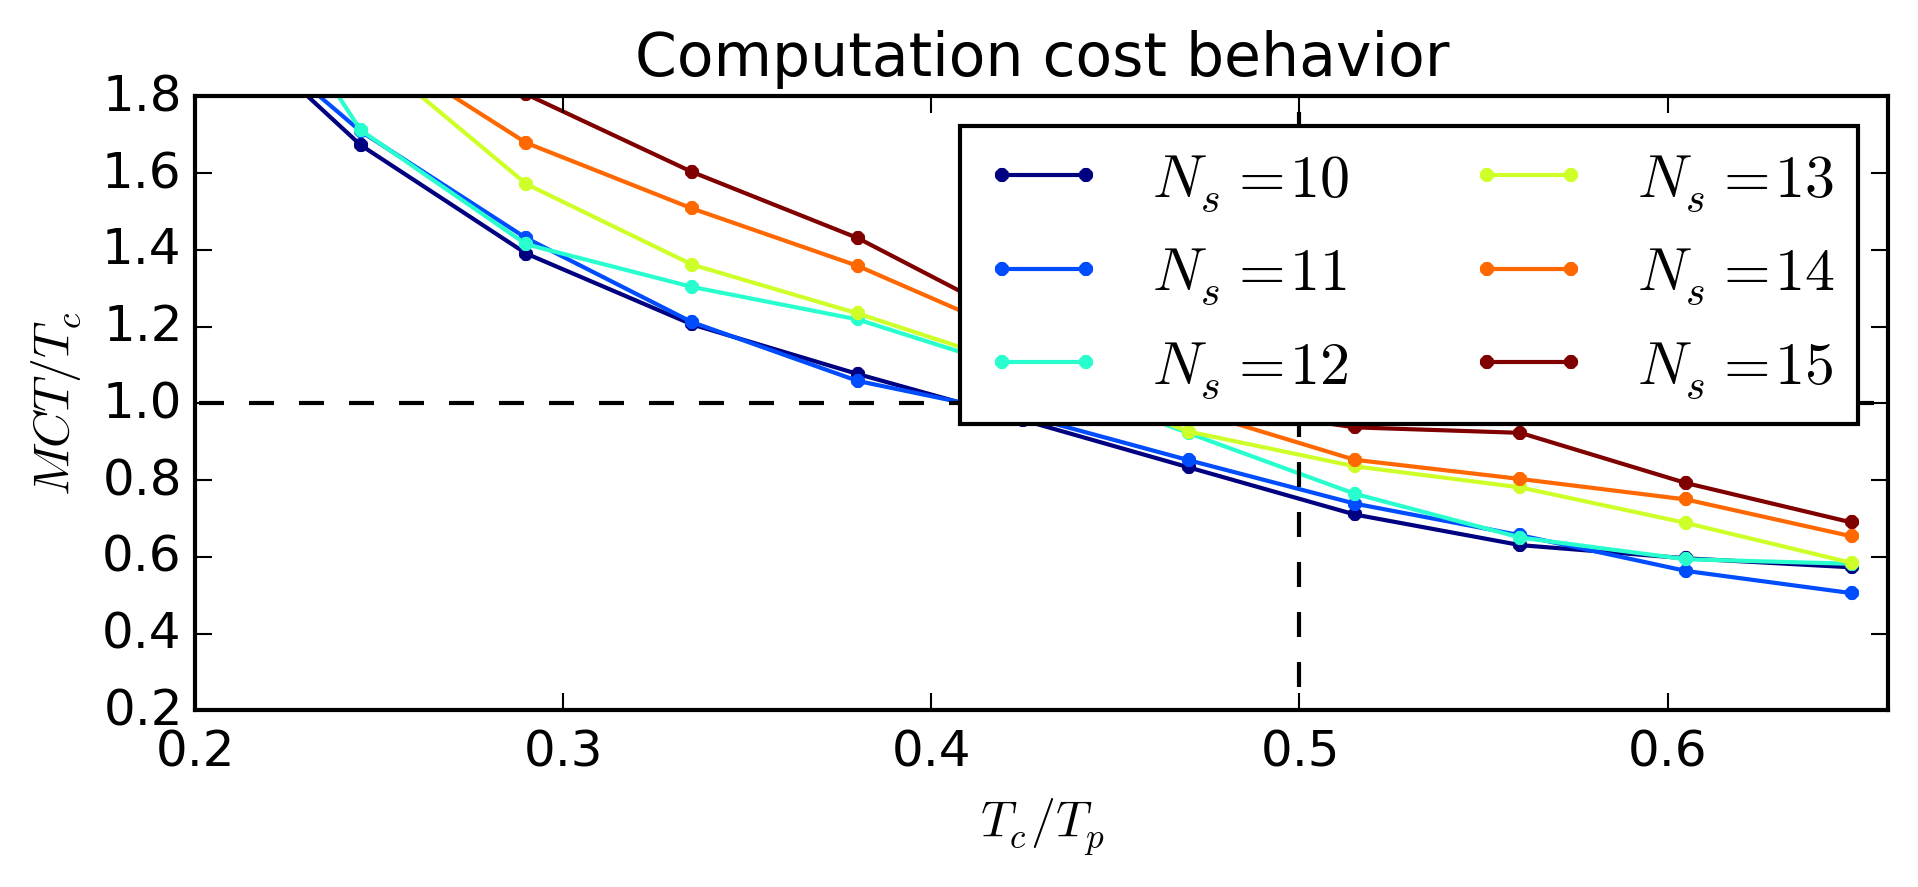 Computation cost behavior
1.8
1.6
1.4
1.2
1.0
0.8
0.6
0.4
0.2
MCT/T_c
N_s = 10
N_s = 11
N_s = 12
N_s = 13
N_s = 14
N_s = 15
0.2 0.3 0.4 0.5 0.6
T_c/T_p